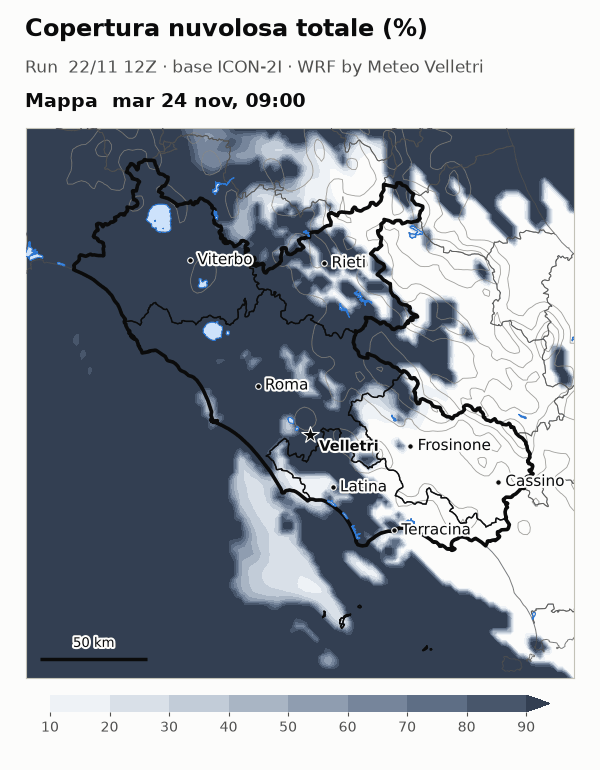 Copertura nuvolosa totale (%)
Run  22/11 12Z · base ICON-2I · WRF by Meteo Velletri
Mappa  mar 24 nov, 09:00
Viterbo
Rieti
Roma
Velletri
Frosinone
Cassino
Latina
Terracina
50 km
10 20 30 40 50 60 70 80 90